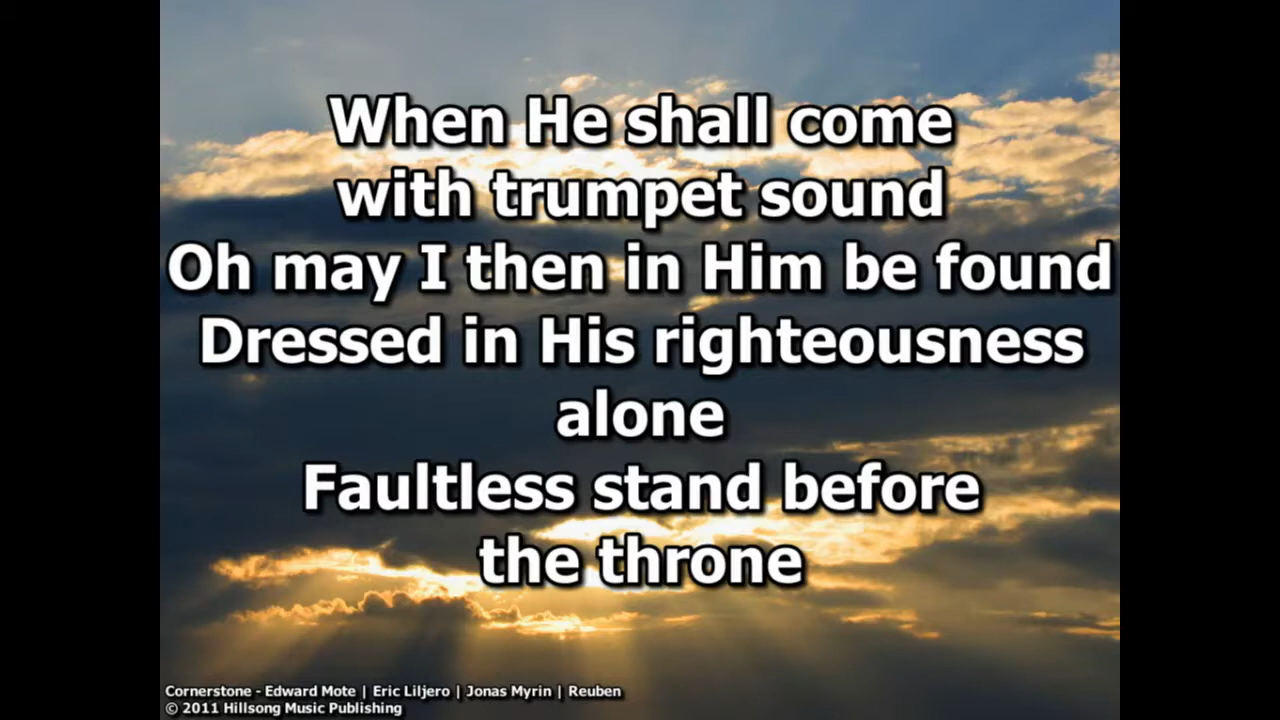 When He shall come
with trumpet sound
Oh may I then in Him be found
Dressed in His righteousness
alone
Faultless stand before
the throne
Cornerstone - Edward Mote | Eric Liljero | Jonas Myrin | Reuben
© 2011 Hillsong Music Publishing